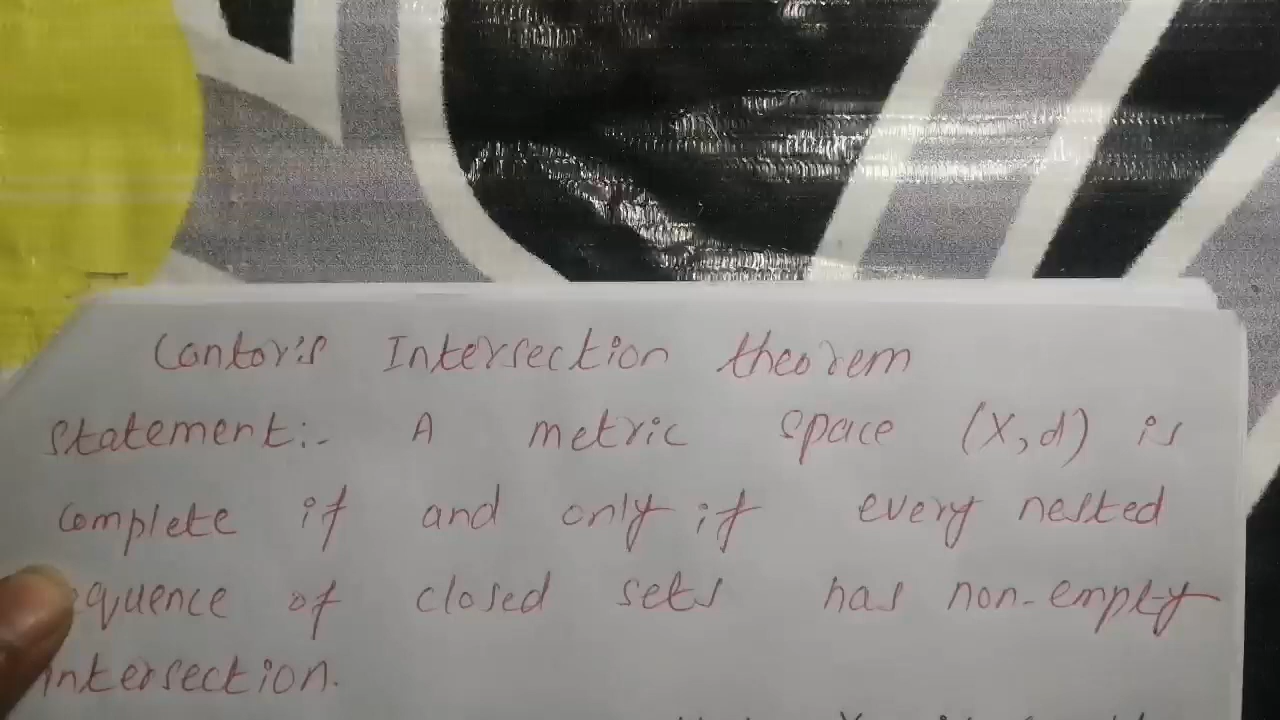 Cantor's Intersection theorem
Statement:- A metric space (X,d) is
complete if and only if every nested
sequence of closed sets has non-empty
intersection.